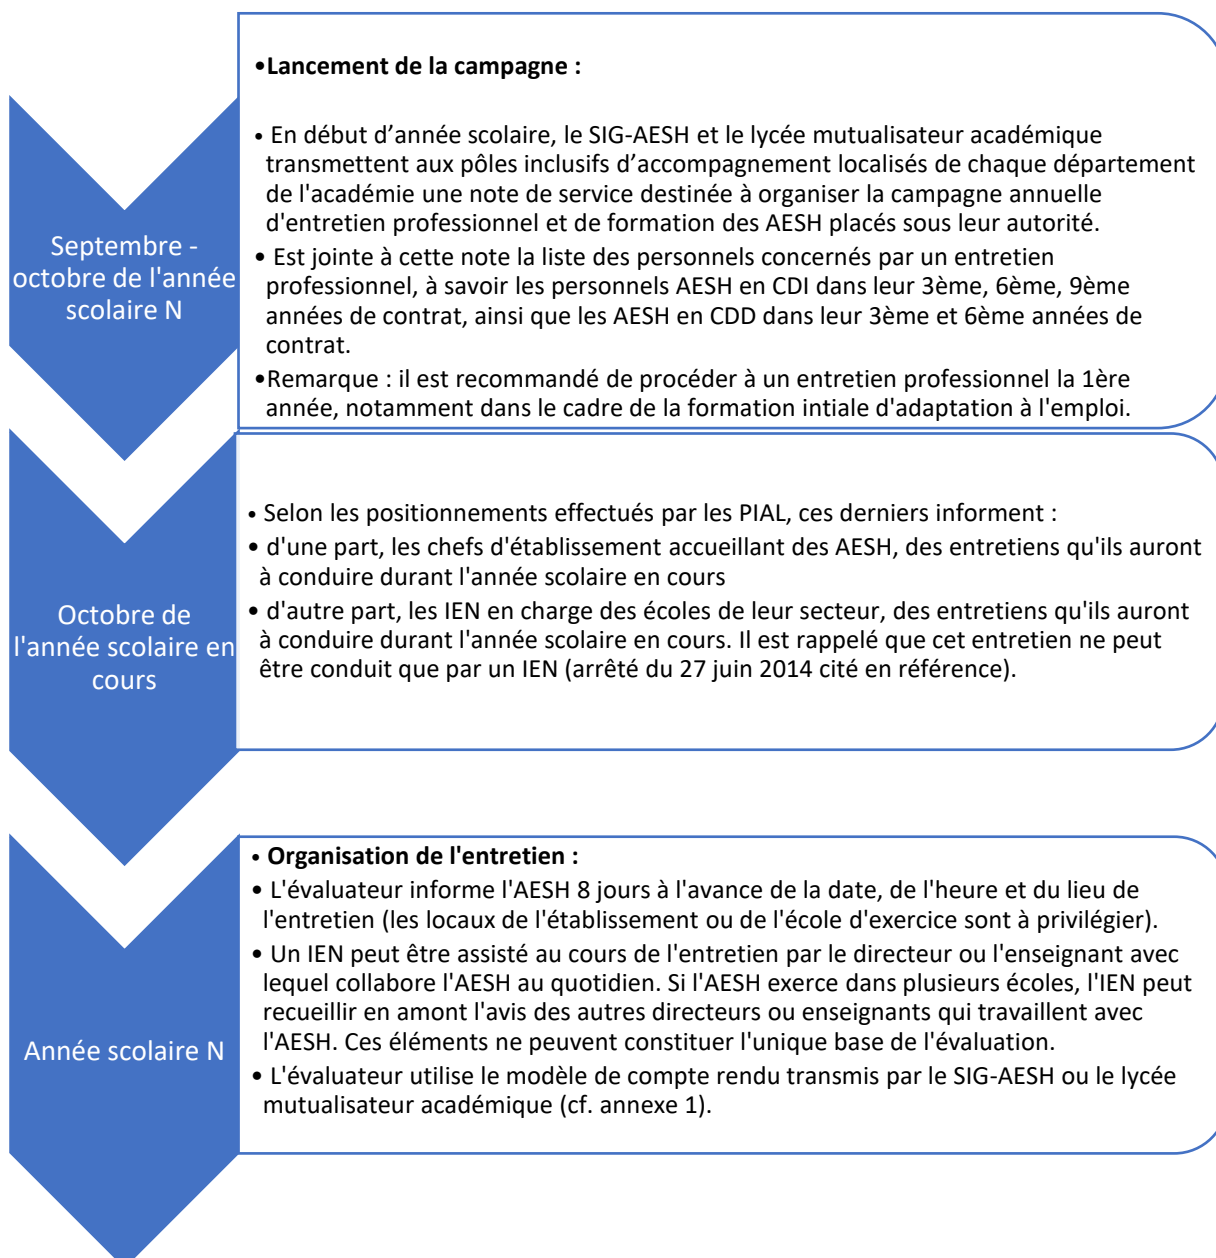 Septembre -
octobre de l'année
scolaire N
•Lancement de la campagne :
• En début d’année scolaire, le SIG-AESH et le lycée mutualisateur académique
transmettent aux pôles inclusifs d’accompagnement localisés de chaque département
de l'académie une note de service destinée à organiser la campagne annuelle
d'entretien professionnel et de formation des AESH placés sous leur autorité.
• Est jointe à cette note la liste des personnels concernés par un entretien
professionnel, à savoir les personnels AESH en CDI dans leur 3ème, 6ème, 9ème
années de contrat, ainsi que les AESH en CDD dans leur 3ème et 6ème années de
contrat.
•Remarque : il est recommandé de procéder à un entretien professionnel la 1ère
année, notamment dans le cadre de la formation intiale d'adaptation à l'emploi.
Octobre de
l'année scolaire en
cours
• Selon les positionnements effectués par les PIAL, ces derniers informent :
• d'une part, les chefs d'établissement accueillant des AESH, des entretiens qu'ils auront
à conduire durant l'année scolaire en cours
• d'autre part, les IEN en charge des écoles de leur secteur, des entretiens qu'ils auront
à conduire durant l'année scolaire en cours. Il est rappelé que cet entretien ne peut
être conduit que par un IEN (arrêté du 27 juin 2014 cité en référence).
Année scolaire N
• Organisation de l'entretien :
• L'évaluateur informe l'AESH 8 jours à l'avance de la date, de l'heure et du lieu de
l'entretien (les locaux de l'établissement ou de l'école d'exercice sont à privilégier).
• Un IEN peut être assisté au cours de l'entretien par le directeur ou l'enseignant avec
lequel collabore l'AESH au quotidien. Si l'AESH exerce dans plusieurs écoles, l'IEN peut
recueillir en amont l'avis des autres directeurs ou enseignants qui travaillent avec
l'AESH. Ces éléments ne peuvent constituer l'unique base de l'évaluation.
• L'évaluateur utilise le modèle de compte rendu transmis par le SIG-AESH ou le lycée
mutualisateur académique (cf. annexe 1).